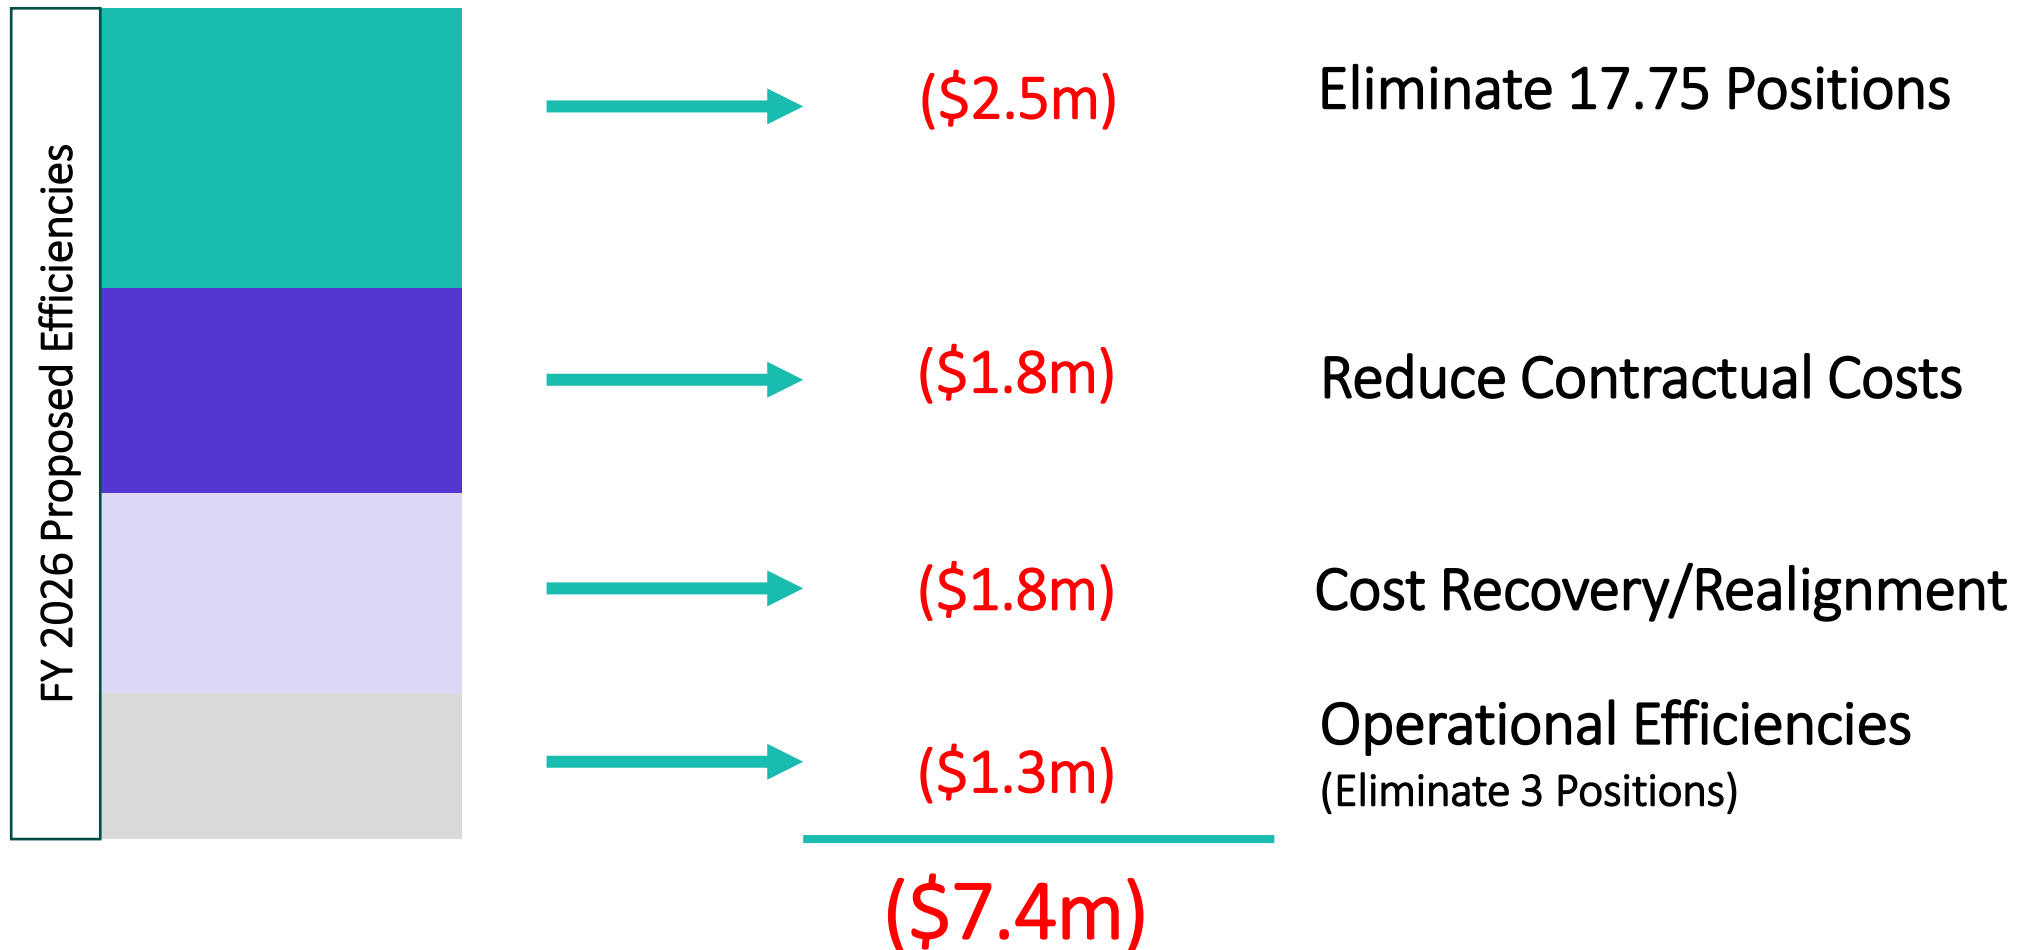 FY 2026 Proposed Efficiencies
($2.5m)
Eliminate 17.75 Positions
($1.8m)
Reduce Contractual Costs
($1.8m)
Cost Recovery/Realignment
($1.3m)
Operational Efficiencies
(Eliminate 3 Positions)
($7.4m)